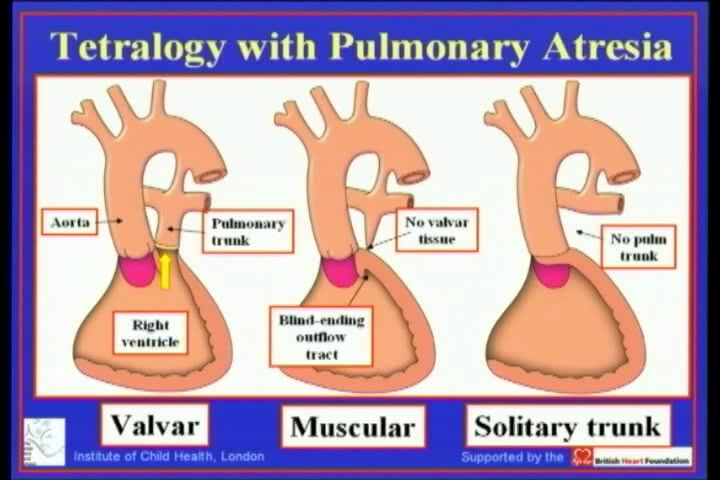 Tetralogy with Pulmonary Atresia
Aorta
Pulmonary
trunk
No valvar
tissue
No pulm
trunk
Right
ventricle
Blind-ending
outflow
tract
Valvar
Muscular
Solitary trunk
Institute of Child Health, London
Supported by the
British Heart Foundation